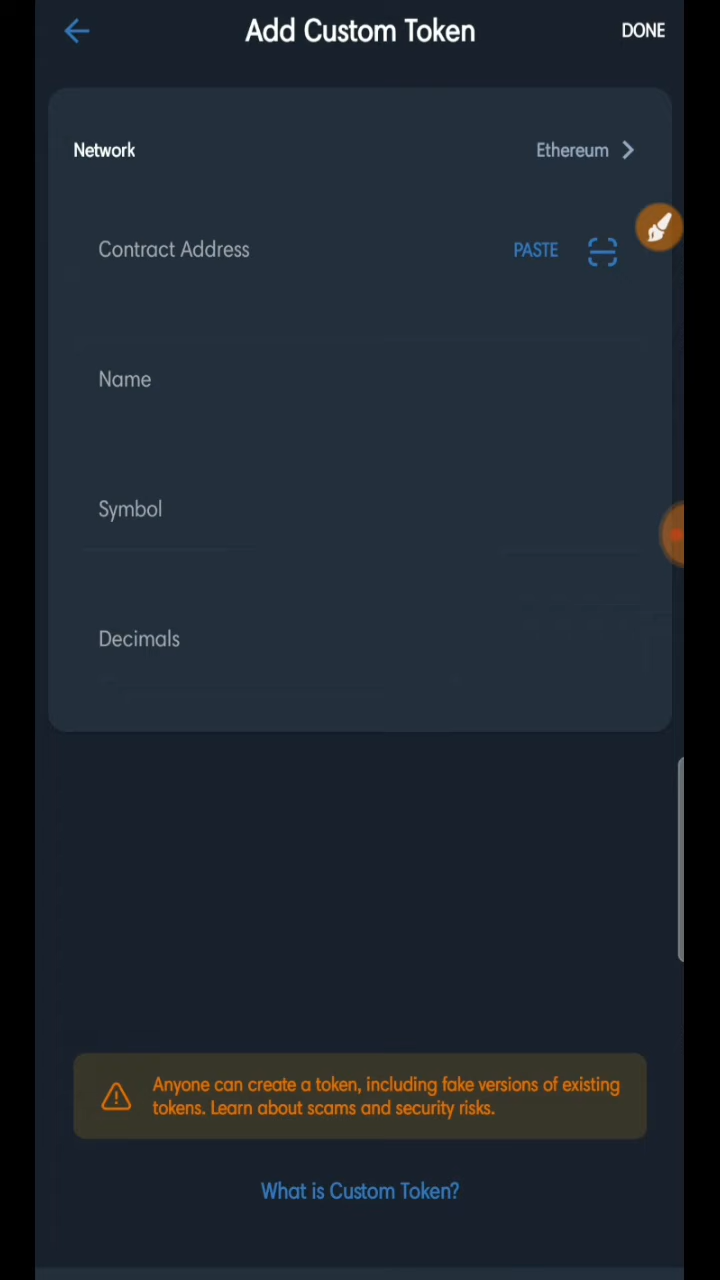 Add Custom Token
DONE
Network
Ethereum
Contract Address
PASTE
Name
Symbol
Decimals
Anyone can create a token, including fake versions of existing
tokens. Learn about scams and security risks.
What is Custom Token?